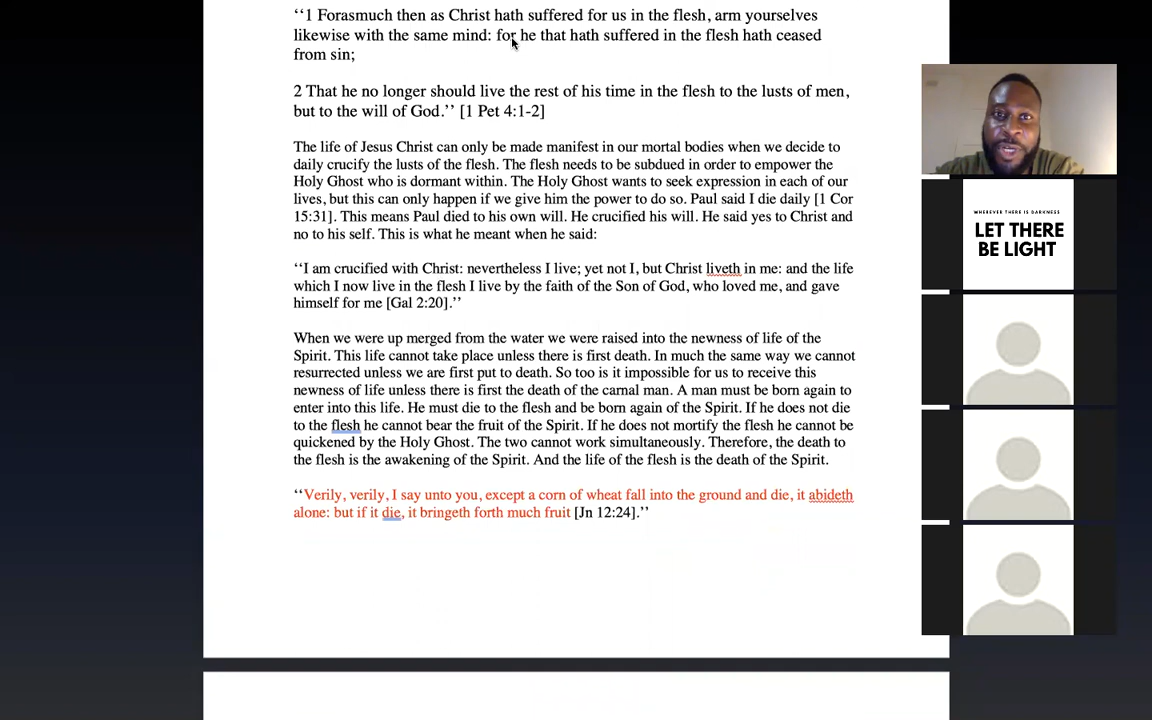 ‘‘1 Forasmuch then as Christ hath suffered for us in the flesh, arm yourselves
likewise with the same mind: for he that hath suffered in the flesh hath ceased
from sin;
2 That he no longer should live the rest of his time in the flesh to the lusts of men,
but to the will of God.’’ [1 Pet 4:1-2]
The life of Jesus Christ can only be made manifest in our mortal bodies when we decide to
daily crucify the lusts of the flesh. The flesh needs to be subdued in order to empower the
Holy Ghost who is dormant within. The Holy Ghost wants to seek expression in each of our
lives, but this can only happen if we give him the power to do so. Paul said I die daily [1 Cor
15:31]. This means Paul died to his own will. He crucified his will. He said yes to Christ and
no to his self. This is what he meant when he said:
‘‘I am crucified with Christ: nevertheless I live; yet not I, but Christ liveth in me: and the life
which I now live in the flesh I live by the faith of the Son of God, who loved me, and gave
himself for me [Gal 2:20].’’
When we were up merged from the water we were raised into the newness of life of the
Spirit. This life cannot take place unless there is first death. In much the same way we cannot
resurrected unless we are first put to death. So too is it impossible for us to receive this
newness of life unless there is first the death of the carnal man. A man must be born again to
enter into this life. He must die to the flesh and be born again of the Spirit. If he does not die
to the flesh he cannot bear the fruit of the Spirit. If he does not mortify the flesh he cannot be
quickened by the Holy Ghost. The two cannot work simultaneously. Therefore, the death to
the flesh is the awakening of the Spirit. And the life of the flesh is the death of the Spirit.
‘‘Verily, verily, I say unto you, except a corn of wheat fall into the ground and die, it abideth
alone: but if it die, it bringeth forth much fruit [Jn 12:24].’’
WHEREVER THERE IS DARKNESS
LET THERE
BE LIGHT